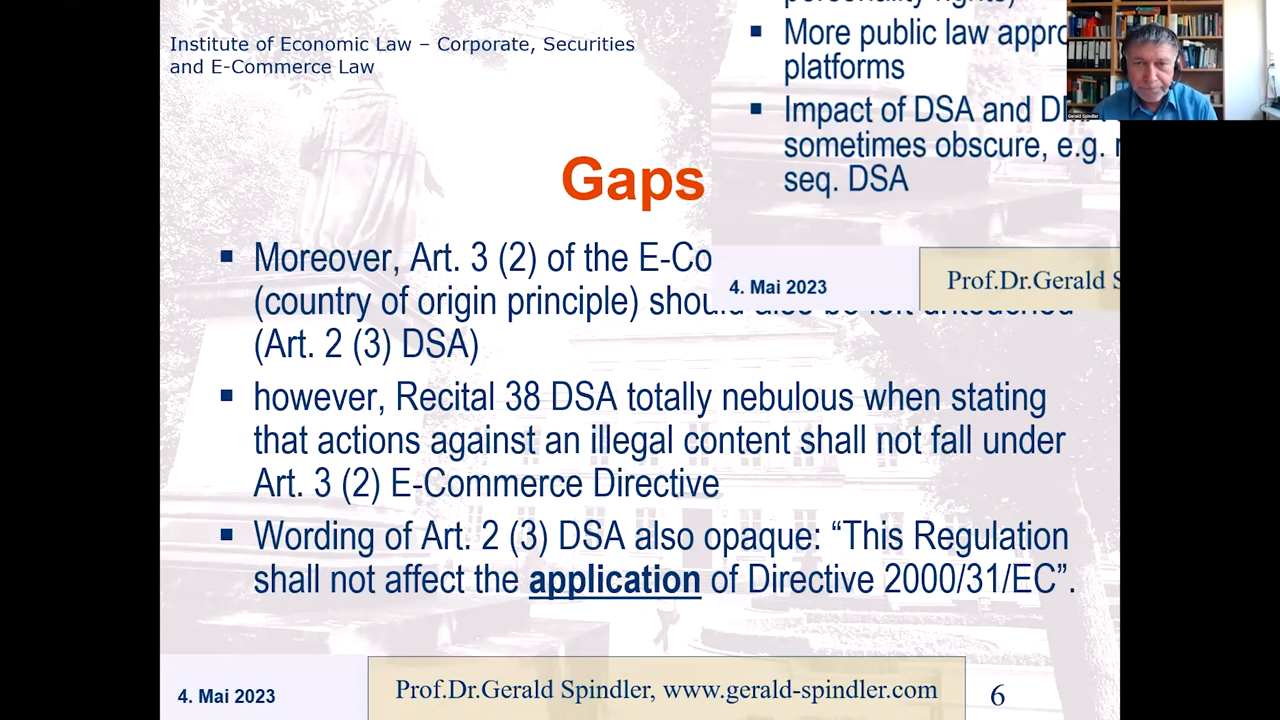 Institute of Economic Law – Corporate, Securities
and E-Commerce Law
Gaps
▪ Moreover, Art. 3 (2) of the E-Co
(country of origin principle) should also be left untouched
(Art. 2 (3) DSA)
▪ however, Recital 38 DSA totally nebulous when stating
that actions against an illegal content shall not fall under
Art. 3 (2) E-Commerce Directive
▪ Wording of Art. 2 (3) DSA also opaque: “This Regulation
shall not affect the application of Directive 2000/31/EC”.
4. Mai 2023
Prof.Dr.Gerald Spindler, www.gerald-spindler.com
6
personality rights)
▪ More public law appro
platforms
▪ Impact of DSA and
sometimes obscure, e.g.
seq. DSA
4. Mai 2023
Prof.Dr.Gerald S
Gerald Spindler